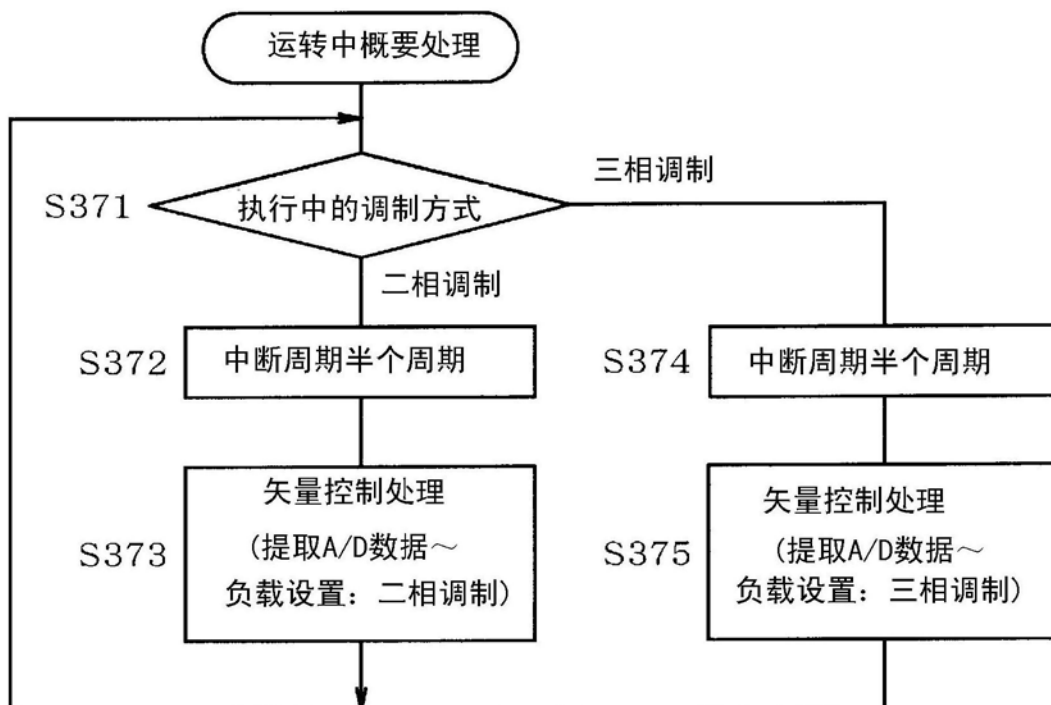 运转中概要处理
三相调制
S371
执行中的调制方式
二相调制
S372
中断周期半个周期
S374
中断周期半个周期
S373
矢量控制处理
(提取A/D数据~
负载设置: 二相调制)
S375
矢量控制处理
(提取A/D数据~
负载设置: 三相调制)